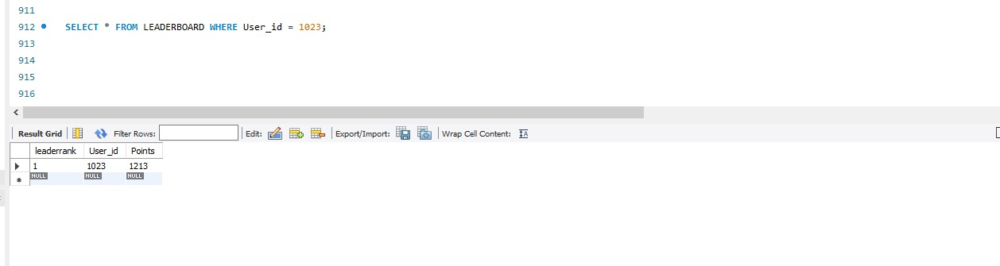 911
912 SELECT * FROM LEADERBOARD WHERE User_id = 1023;
913
914
915
916
Result Grid Filter Rows: Edit: Export/Import: Wrap Cell Content:
leaderrank User_id Points
1 1023 1213
NULL NULL NULL